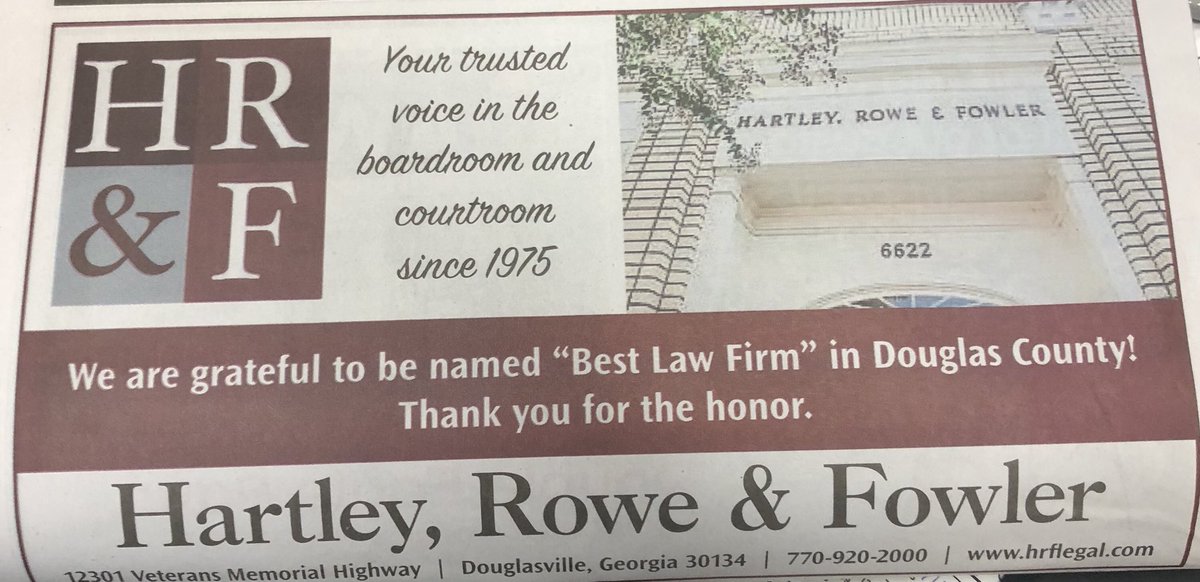 HR
&F
Your trusted
voice in the
boardroom and
courtroom
since 1975
HARTLEY, ROWE & FOWLER
6622
We are grateful to be named “Best Law Firm” in Douglas County!
Thank you for the honor.
Hartley, Rowe & Fowler
12301 Veterans Memorial Highway | Douglasville, Georgia 30134 | 770-920-2000 | www.hrflegal.com